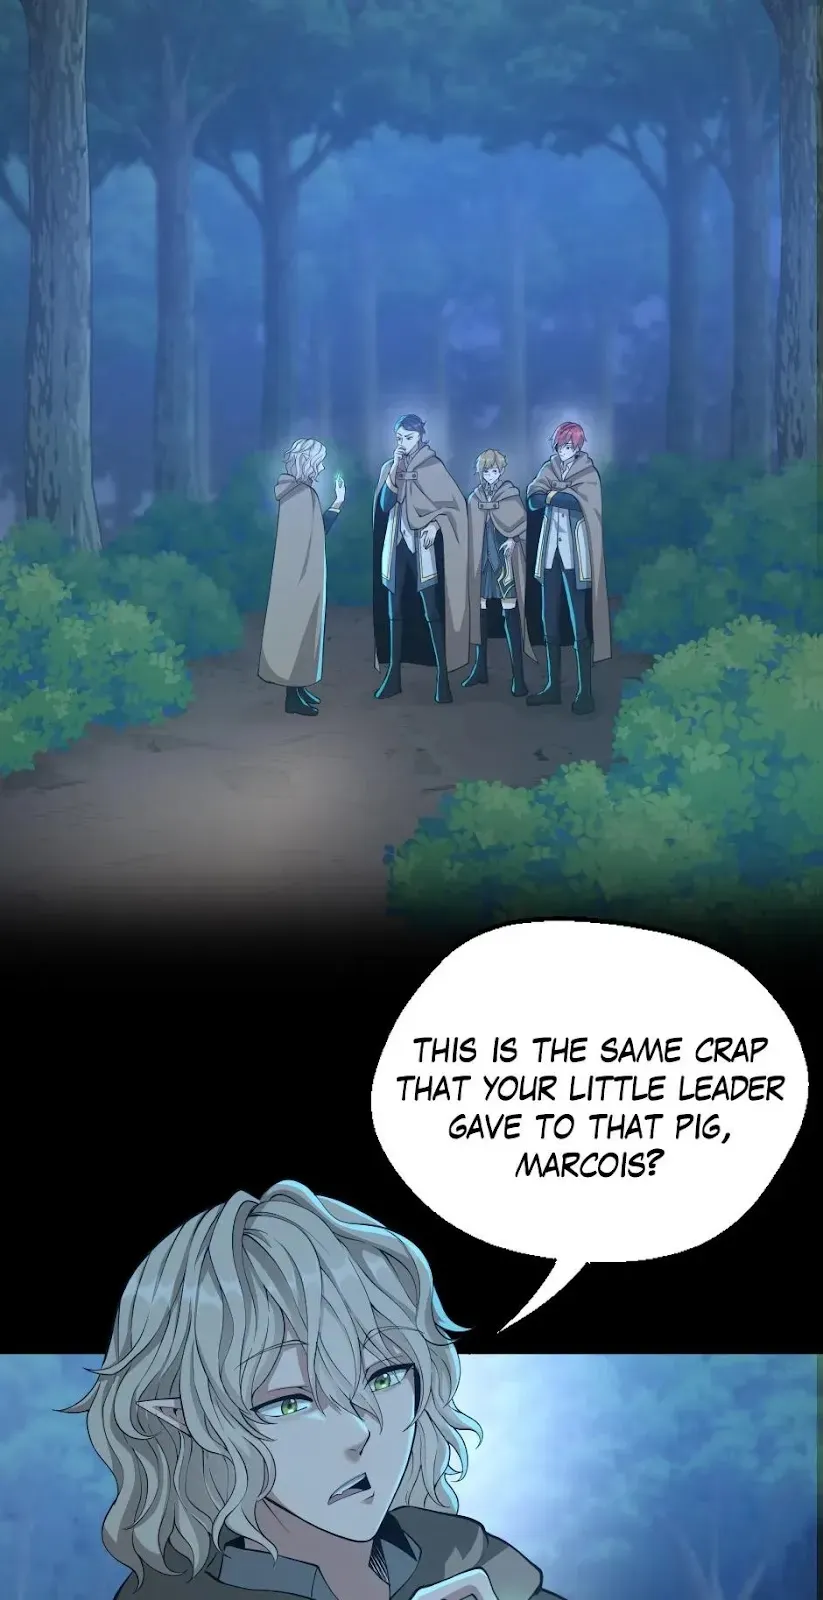 THIS IS THE SAME CRAP
THAT YOUR LITTLE LEADER
GAVE TO THAT PIG,
MARCOIS?